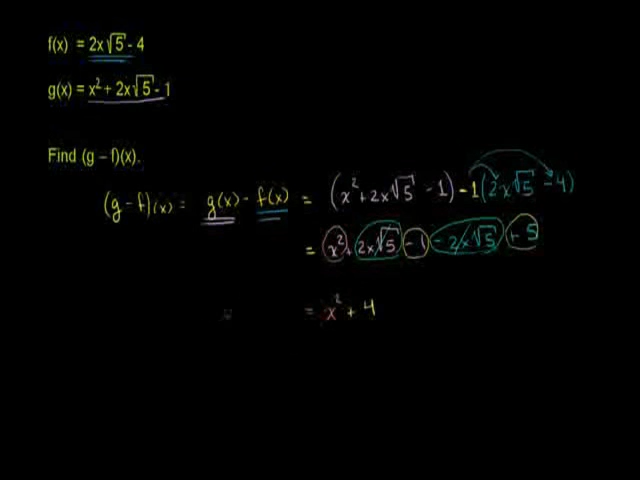 f(x) = 2x√5 - 4
g(x) = x² + 2x√5 - 1
Find (g – f)(x).
(g - f)(x) = g(x) - f(x) = (x² + 2x√5 - 1) - 1(2x√5 - 4)
= x² + 2x√5 - 1 - 2x√5 + 5
= x² + 4